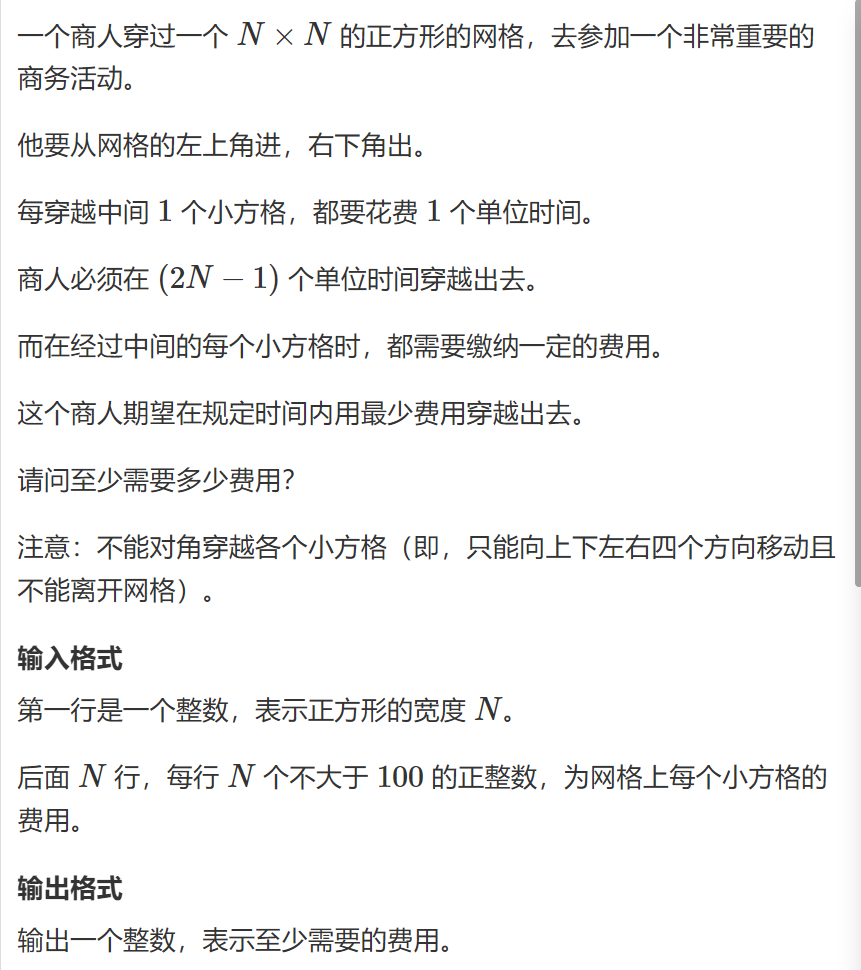 一个商人穿过一个 N × N 的正方形的网格，去参加一个非常重要的
商务活动。
他要从网格的左上角进，右下角出。
每穿越中间 1 个小方格，都要花费 1 个单位时间。
商人必须在 (2N − 1) 个单位时间穿越出去。
而在经过中间的每个小方格时，都需要缴纳一定的费用。
这个商人期望在规定时间内用最少费用穿越出去。
请问至少需要多少费用？
注意：不能对角穿越各个小方格（即，只能向上下左右四个方向移动且
不能离开网格）。
输入格式
第一行是一个整数，表示正方形的宽度 N。
后面 N 行，每行 N 个不大于 100 的正整数，为网格上每个小方格的
费用。
输出格式
输出一个整数，表示至少需要的费用。